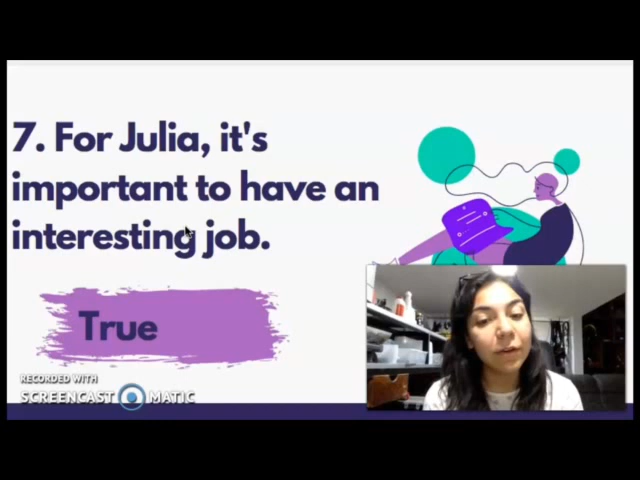 7. For Julia, it's
important to have an
interesting job.
True
RECORDED WITH
SCREENCAST MATIC